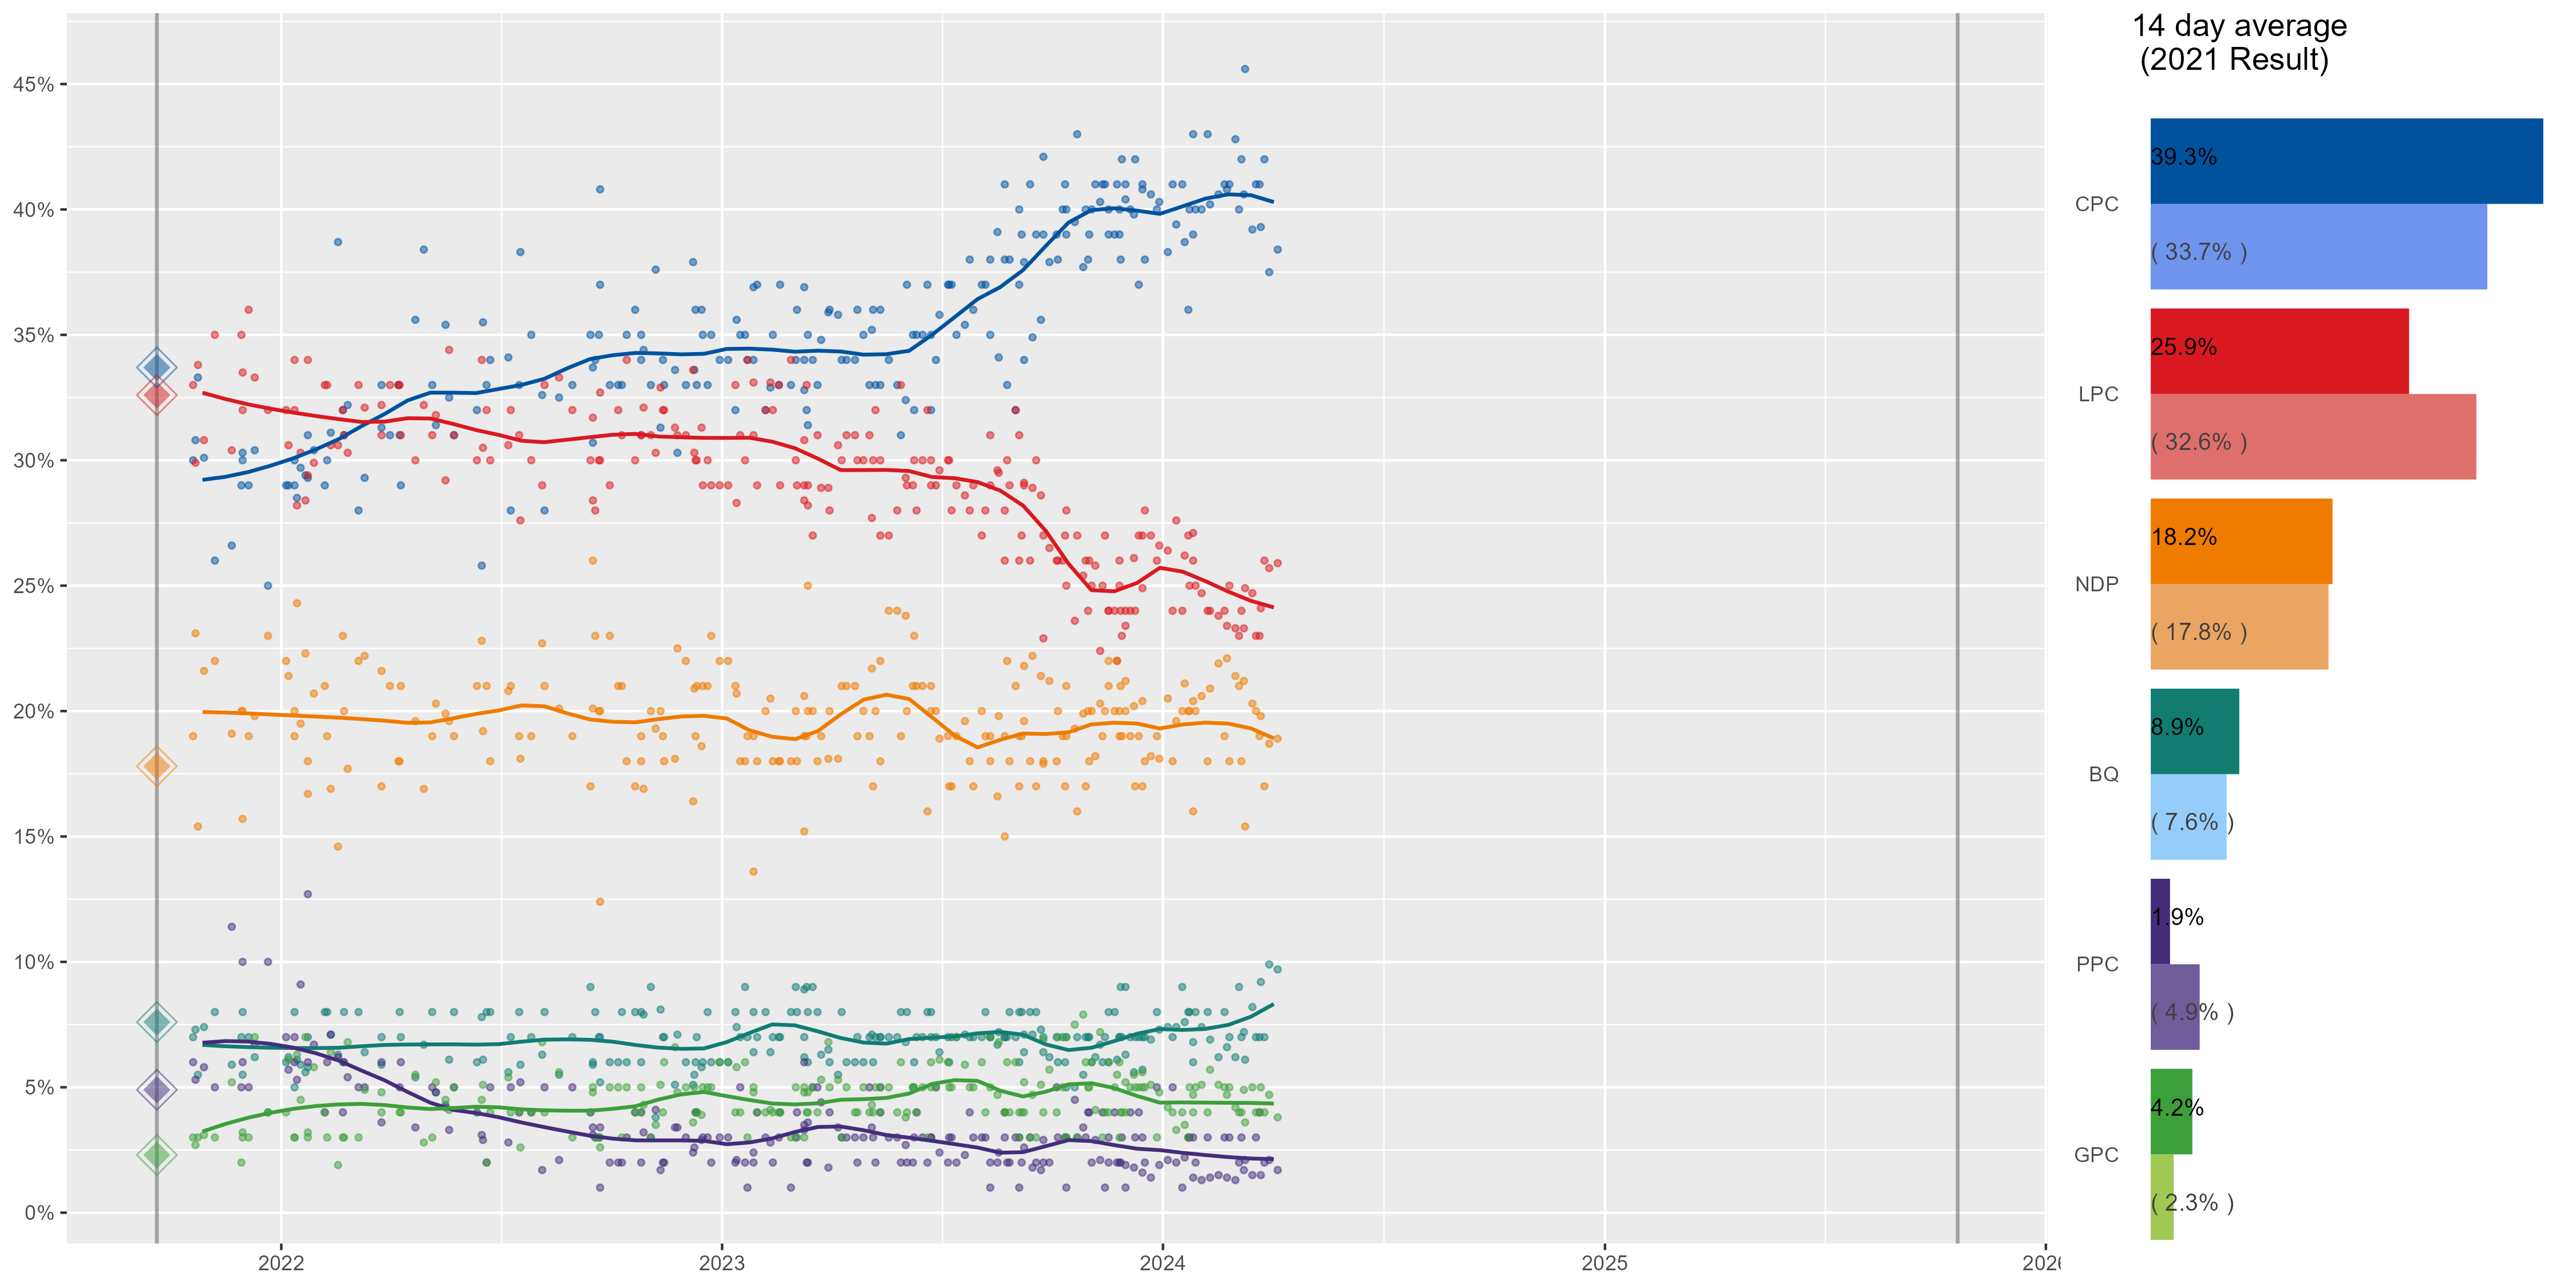 14 day average
(2021 Result)
45%
40%
35%
30%
25%
20%
15%
10%
5%
0%
2022
2023
2024
2025
CPC
39.3%
( 33.7% )
LPC
25.9%
( 32.6% )
NDP
18.2%
( 17.8% )
BQ
8.9%
( 7.6% )
PPC
1.9%
( 4.9% )
GPC
4.2%
( 2.3% )